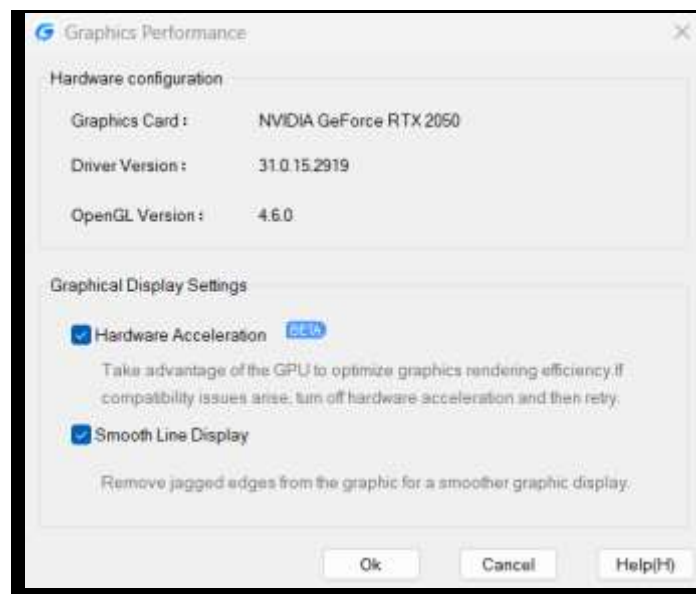 Graphics Performance
Hardware configuration
Graphics Card : NVIDIA GeForce RTX 2050
Driver Version : 31.0.15.2919
OpenGL Version : 4.6.0
Graphical Display Settings
Hardware Acceleration BETA
Take advantage of the GPU to optimize graphics rendering efficiency.If
compatibility issues arise, turn off hardware acceleration and then retry.
Smooth Line Display
Remove jagged edges from the graphic for a smoother graphic display.
Ok Cancel Help(H)